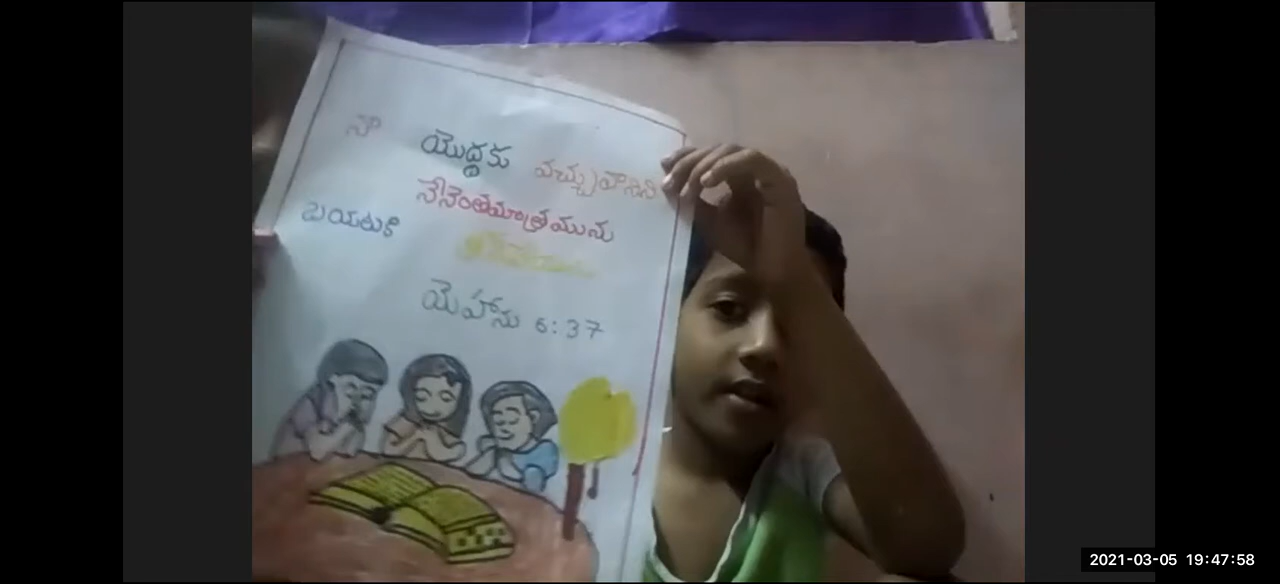 నా యొద్దకు వచ్చువానిని
నేనెంతమాత్రమును
బయటకి
యెహాను 6:37
2021-03-05 19:47:58